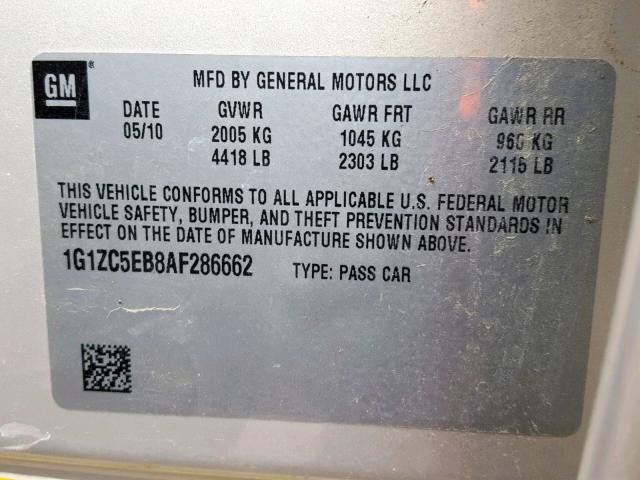 GM
MFD BY GENERAL MOTORS LLC
DATE GVWR GAWR FRT GAWR RR
05/10 2005 KG 1045 KG 960 KG
4418 LB 2303 LB 2115 LB
THIS VEHICLE CONFORMS TO ALL APPLICABLE U.S. FEDERAL MOTOR
VEHICLE SAFETY, BUMPER, AND THEFT PREVENTION STANDARDS IN
EFFECT ON THE DATE OF MANUFACTURE SHOWN ABOVE.
1G1ZC5EB8AF286662 TYPE: PASS CAR